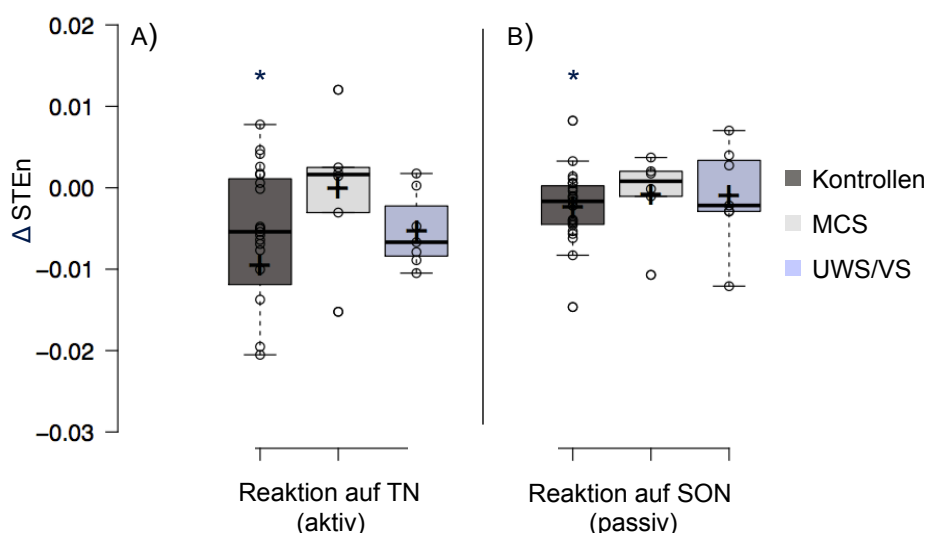 A)
B)
0.02
0.01
0.00
−0.01
−0.02
−0.03
Δ STEn
*
*
Kontrollen
MCS
UWS/VS
Reaktion auf TN
(aktiv)
Reaktion auf SON
(passiv)